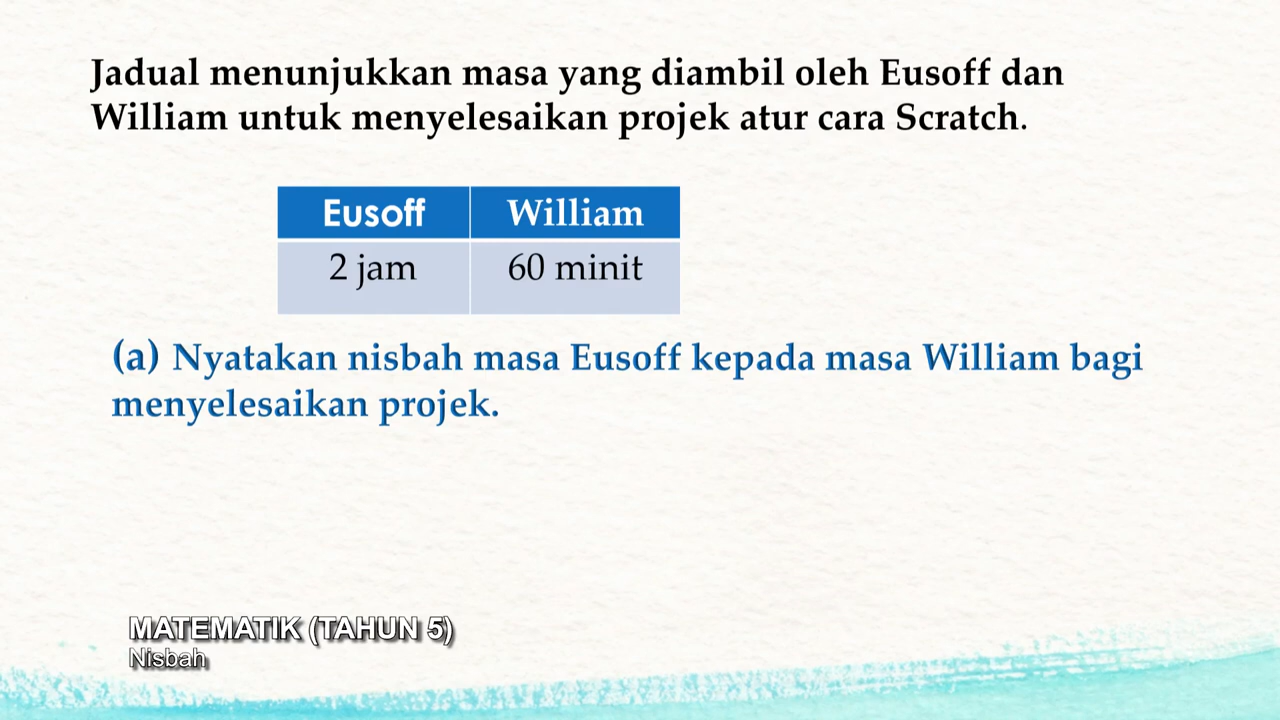 Jadual menunjukkan masa yang diambil oleh Eusoff dan
William untuk menyelesaikan projek atur cara Scratch.
Eusoff William
2 jam 60 minit
(a) Nyatakan nisbah masa Eusoff kepada masa William bagi
menyelesaikan projek.
MATEMATIK (TAHUN 5)
Nisbah